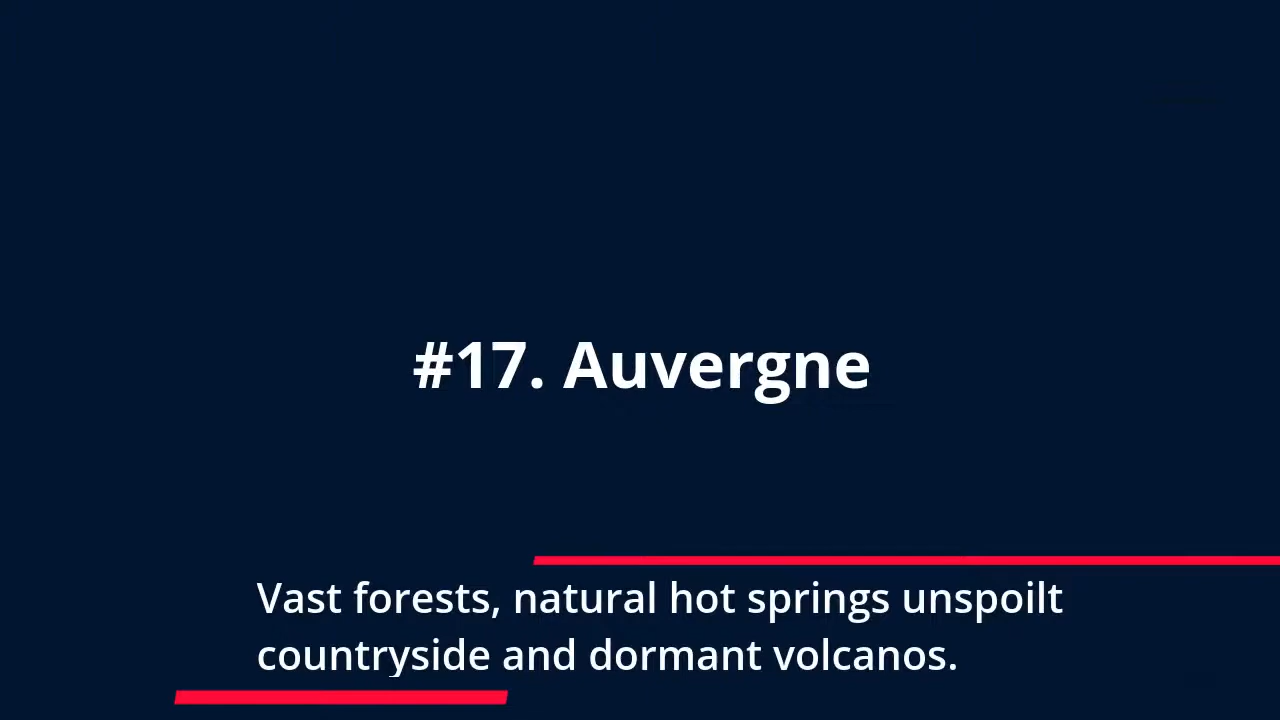 #17. Auvergne
Vast forests, natural hot springs unspoilt
countryside and dormant volcanos.